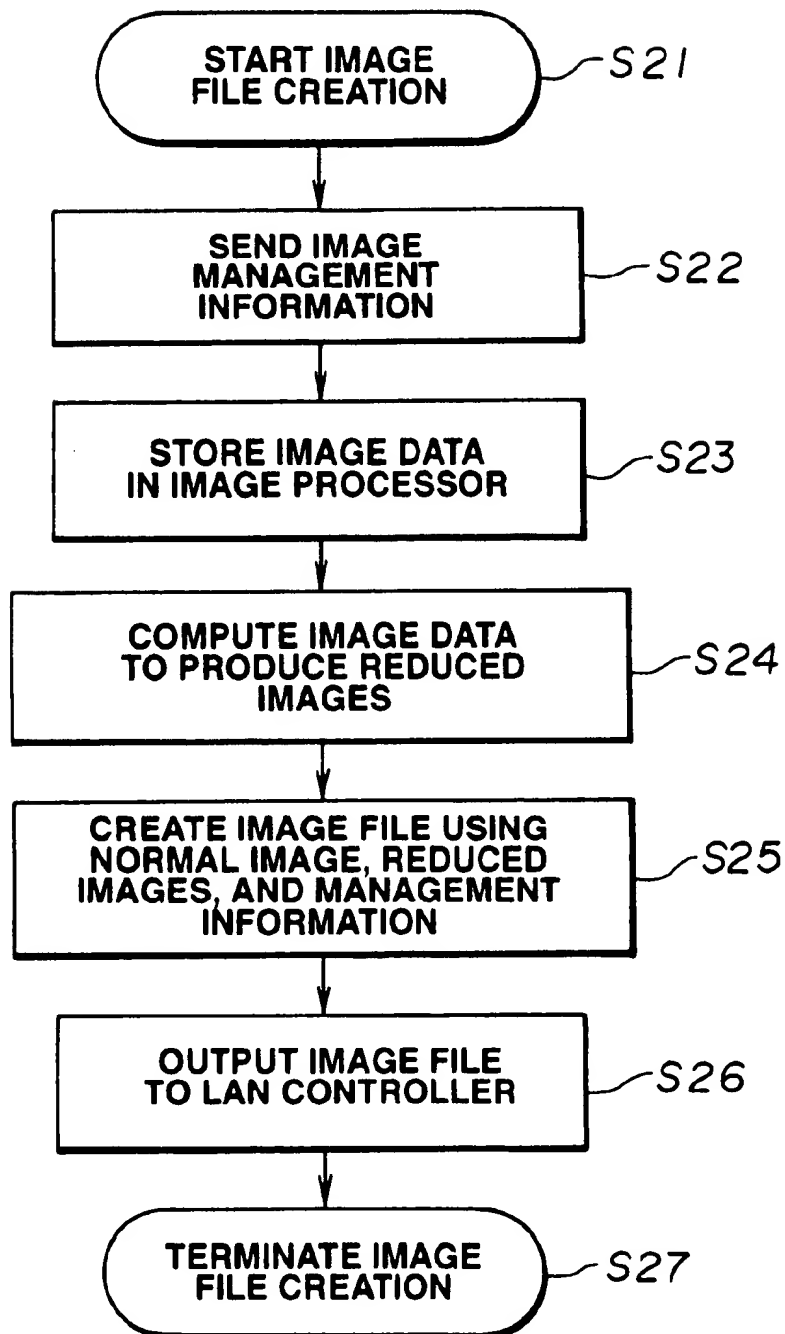 START IMAGE
FILE CREATION
S21
SEND IMAGE
MANAGEMENT
INFORMATION
S22
STORE IMAGE DATA
IN IMAGE PROCESSOR
S23
COMPUTE IMAGE DATA
TO PRODUCE REDUCED
IMAGES
S24
CREATE IMAGE FILE USING
NORMAL IMAGE, REDUCED
IMAGES, AND MANAGEMENT
INFORMATION
S25
OUTPUT IMAGE FILE
TO LAN CONTROLLER
S26
TERMINATE IMAGE
FILE CREATION
S27